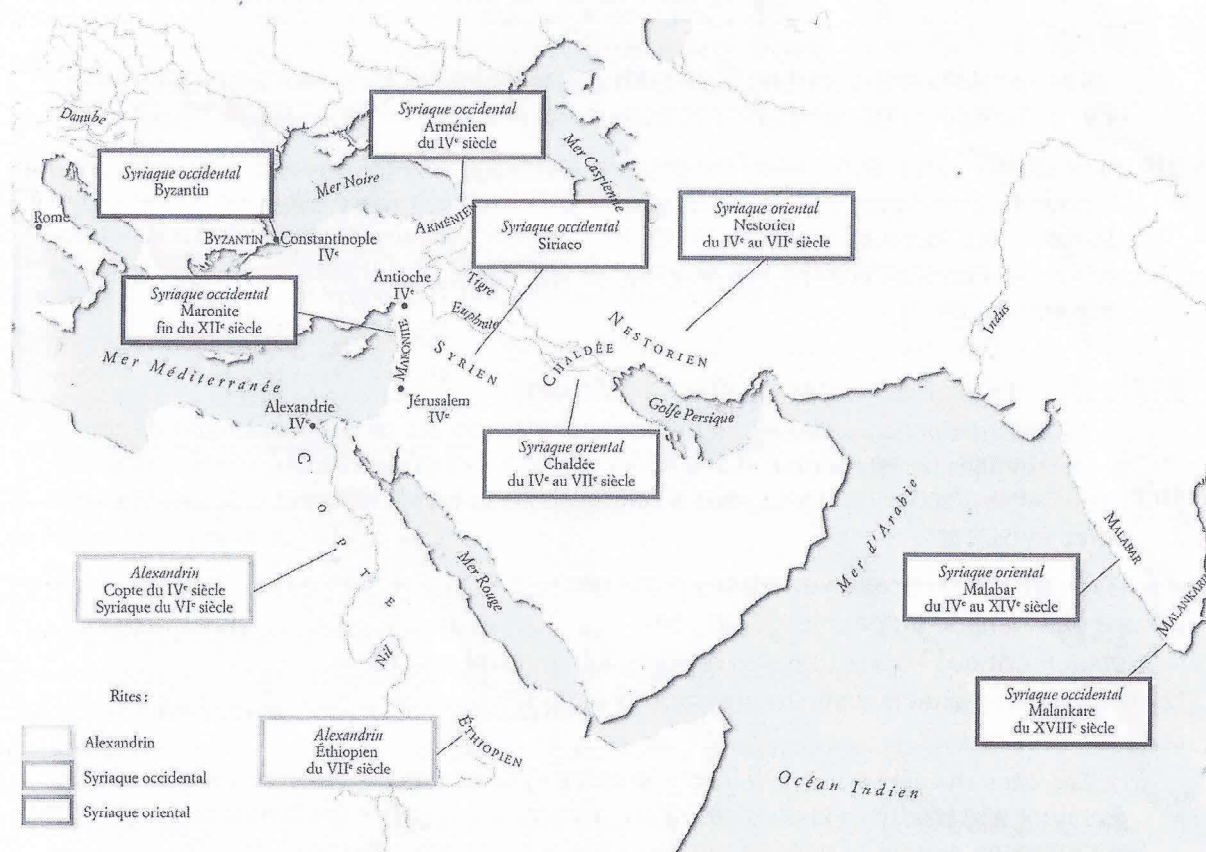 Danube
Syriaque occidental
Arménien
du IVe siècle
Mer Caspienne
Syriaque occidental
Byzantin
Mer Noire
Rome
BYZANTIN
Constantinople
IVe
ARMÉNIEN
Syriaque occidental
Siriaco
Syriaque oriental
Nestorien
du IVe au VIIe siècle
Syriaque occidental
Maronite
fin du XIIe siècle
Antioche
IVe
Tigre
Euphrate
Indus
MARONITE
SYRIEN
CHALDÉE
NESTORIEN
Mer Méditerranée
Jérusalem
IVe
Alexandrie
IVe
Golfe Persique
Syriaque oriental
Chaldée
du IVe au VIIe siècle
COPTE
Mer d'Arabie
MALABAR
Alexandrin
Copte du IVe siècle
Syriaque du VIe siècle
Mer Rouge
Syriaque oriental
Malabar
du IVe au XIVe siècle
MALANKARE
Nil
Syriaque occidental
Malankare
du XVIIIe siècle
Rites :
Alexandrin
Syriaque occidental
Syriaque oriental
Alexandrin
Éthiopien
du VIIe siècle
ÉTHIOPIEN
Océan Indien